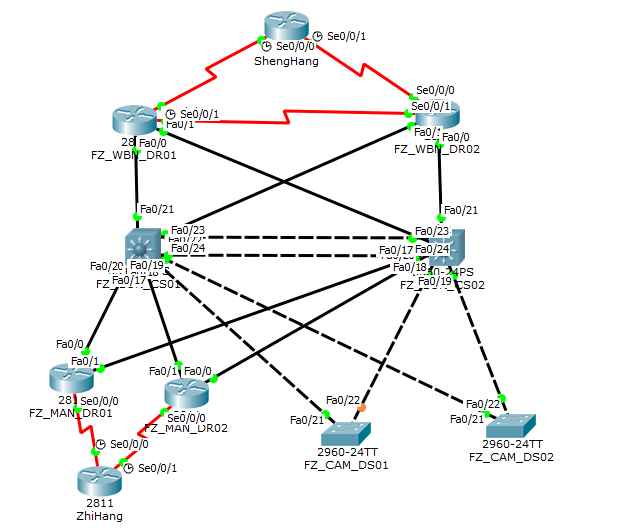 Se0/0/1
Se0/0/0
ShengHang
Se0/0/0
Se0/0/1
Se0/0/1
Fa0/1
Fa0/0
Fa0/0
FZ_WBN_DR01
FZ_WBN_DR02
Fa0/21
Fa0/21
Fa0/23
Fa0/23
Fa0/24
Fa0/17
Fa0/24
Fa0/20
Fa0/19
Fa0/18
Fa0/17
Fa0/19
Fa0/0
Fa0/1
Fa0/1
Fa0/0
Se0/0/0
FZ_MAN_DR01
Se0/0/0
FZ_MAN_DR02
Fa0/22
Fa0/21
Fa0/22
Fa0/21
Se0/0/0
2960-24TT
FZ_CAM_DS02
2960-24TT
FZ_CAM_DS01
Se0/0/1
2811
ZhiHang